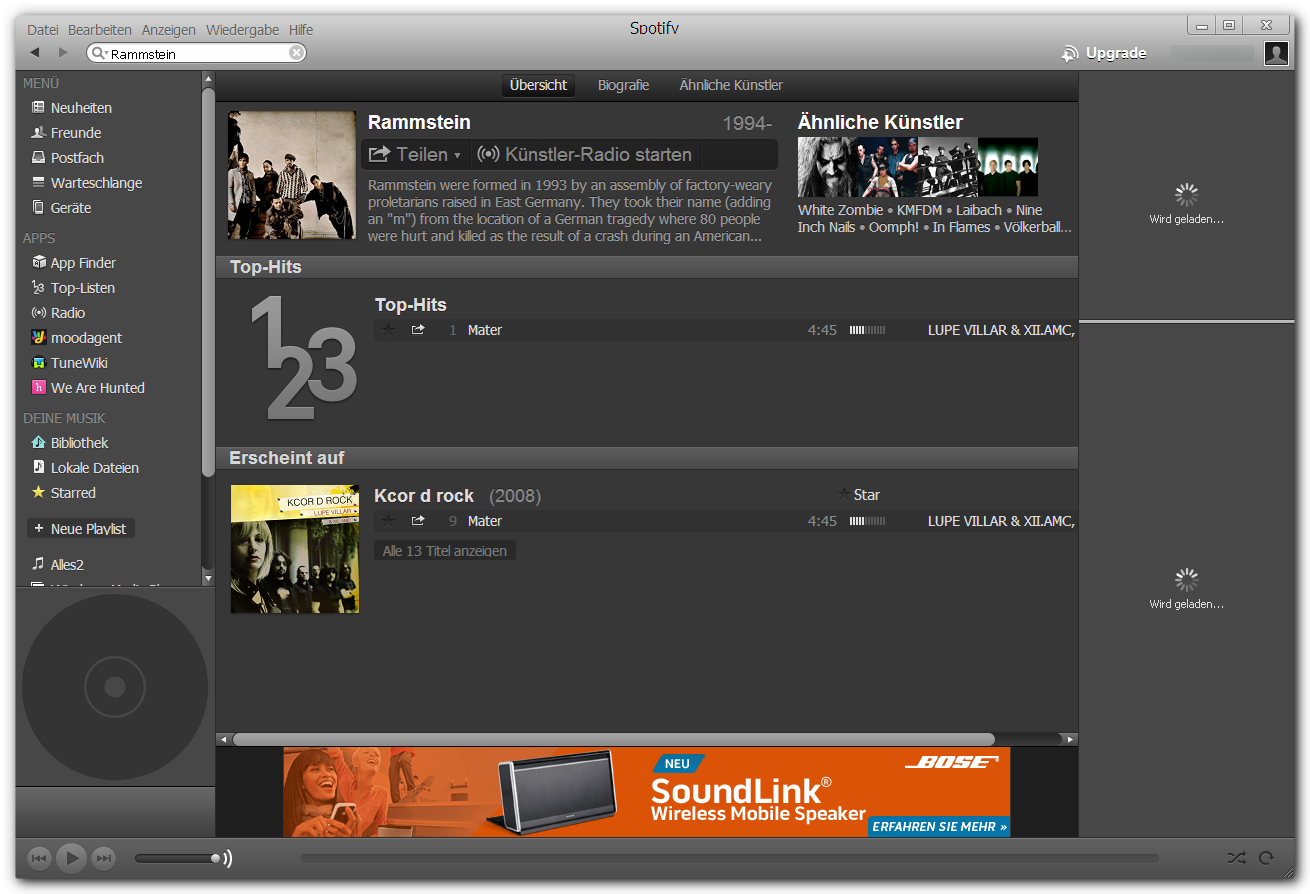 Spotify
Datei Bearbeiten Anzeigen Wiedergabe Hilfe
Rammstein
Upgrade
MENÜ
Neuheiten
Freunde
Postfach
Warteschlange
Geräte
APPS
App Finder
Top-Listen
Radio
moodagent
TuneWiki
h We Are Hunted
DEINE MUSIK
Bibliothek
Lokale Dateien
Starred
+ Neue Playlist
Alles2
Übersicht Biografie Ähnliche Künstler
Rammstein 1994-
Teilen Künstler-Radio starten
Rammstein were formed in 1993 by an assembly of factory-weary
proletarians raised in East Germany. They took their name (adding
an "m") from the location of a German tragedy where 80 people
were hurt and killed as the result of a crash during an American...
Ähnliche Künstler
White Zombie • KMFDM • Laibach • Nine
Inch Nails • Oomph! • In Flames • Völkerball...
Top-Hits
123
Top-Hits
1 Mater 4:45 LUPE VILLAR & XII.AMC,
Erscheint auf
KCOR D ROCK
LUPE VILLAR
Kcor d rock (2008) Star
9 Mater 4:45 LUPE VILLAR & XII.AMC,
Alle 13 Titel anzeigen
Wird geladen...
Wird geladen...
NEU
SoundLink®
Wireless Mobile Speaker
BOSE
ERFAHREN SIE MEHR »